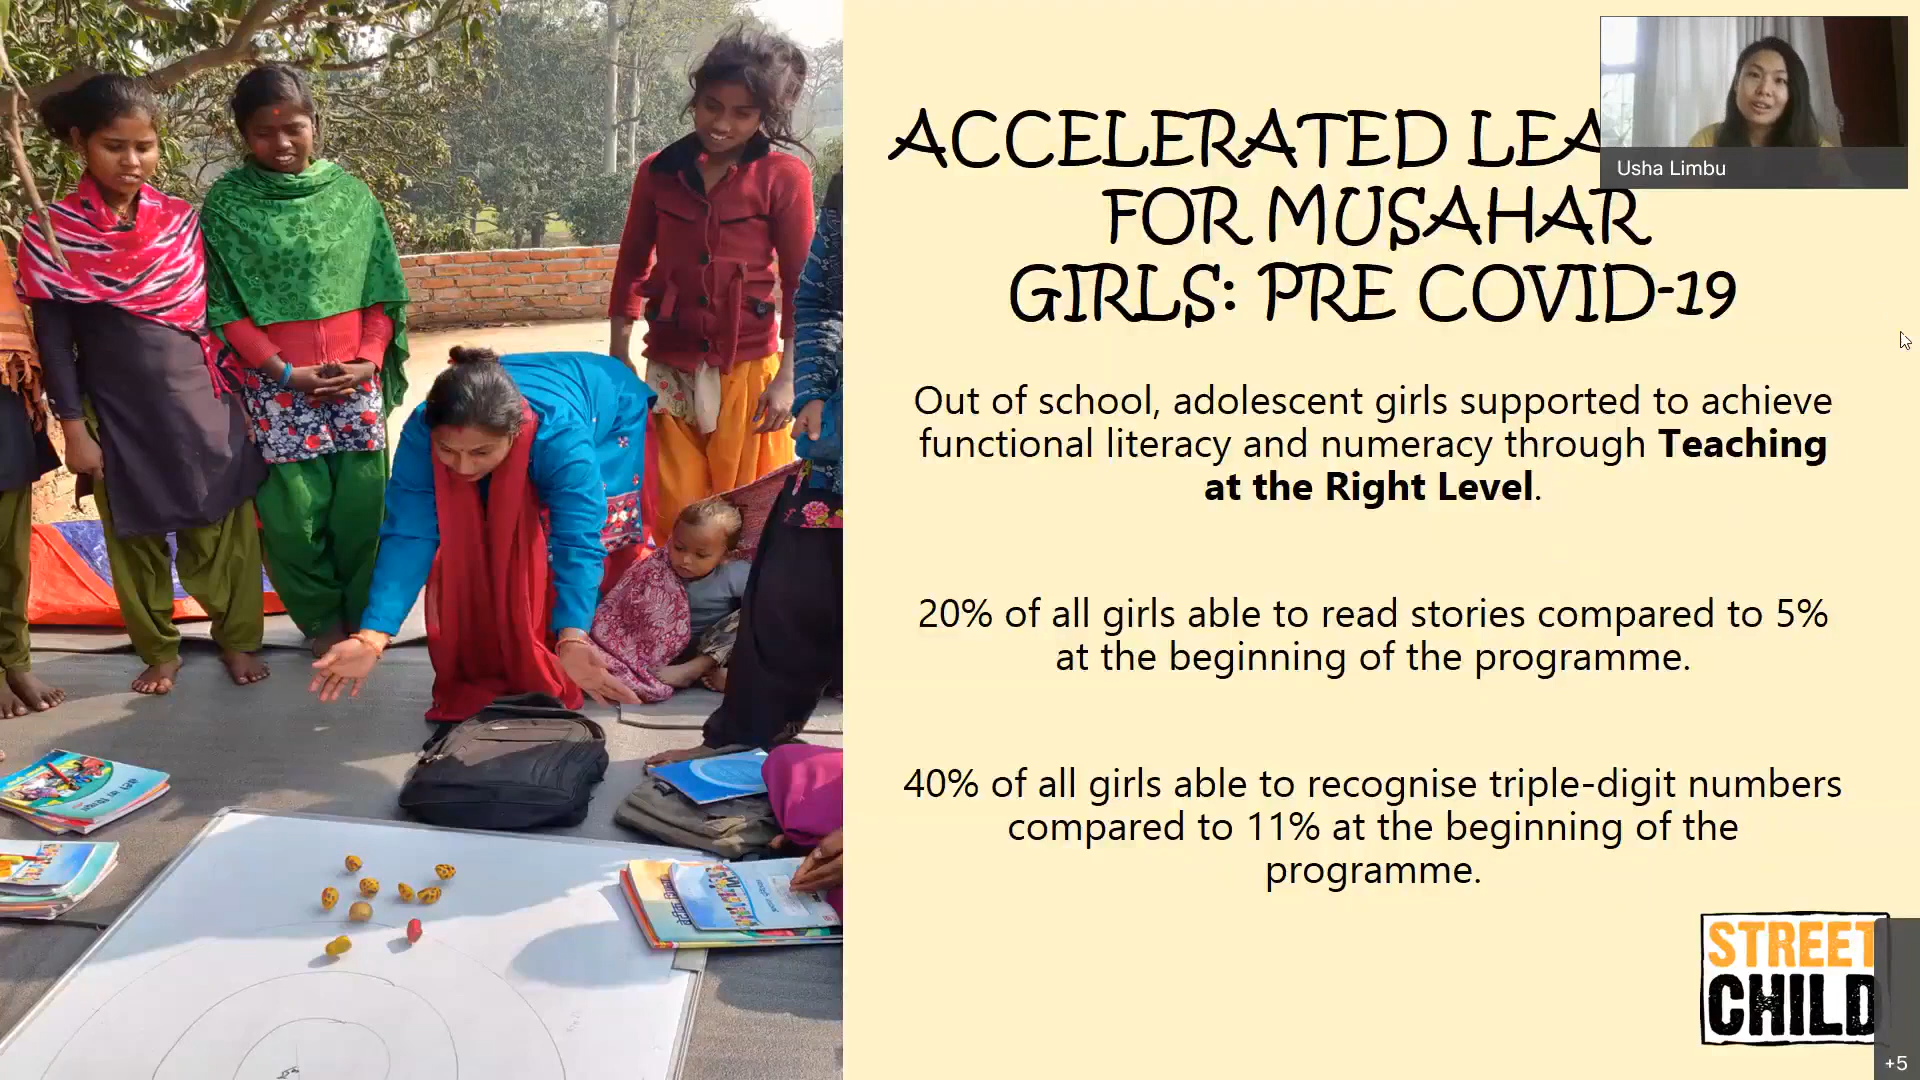 ACCELERATED LEA
FOR MUSAHAR
GIRLS: PRE COVID-19
Usha Limbu
Out of school, adolescent girls supported to achieve
functional literacy and numeracy through Teaching
at the Right Level.
20% of all girls able to read stories compared to 5%
at the beginning of the programme.
40% of all girls able to recognise triple-digit numbers
compared to 11% at the beginning of the
programme.
STREET
CHILD
+5